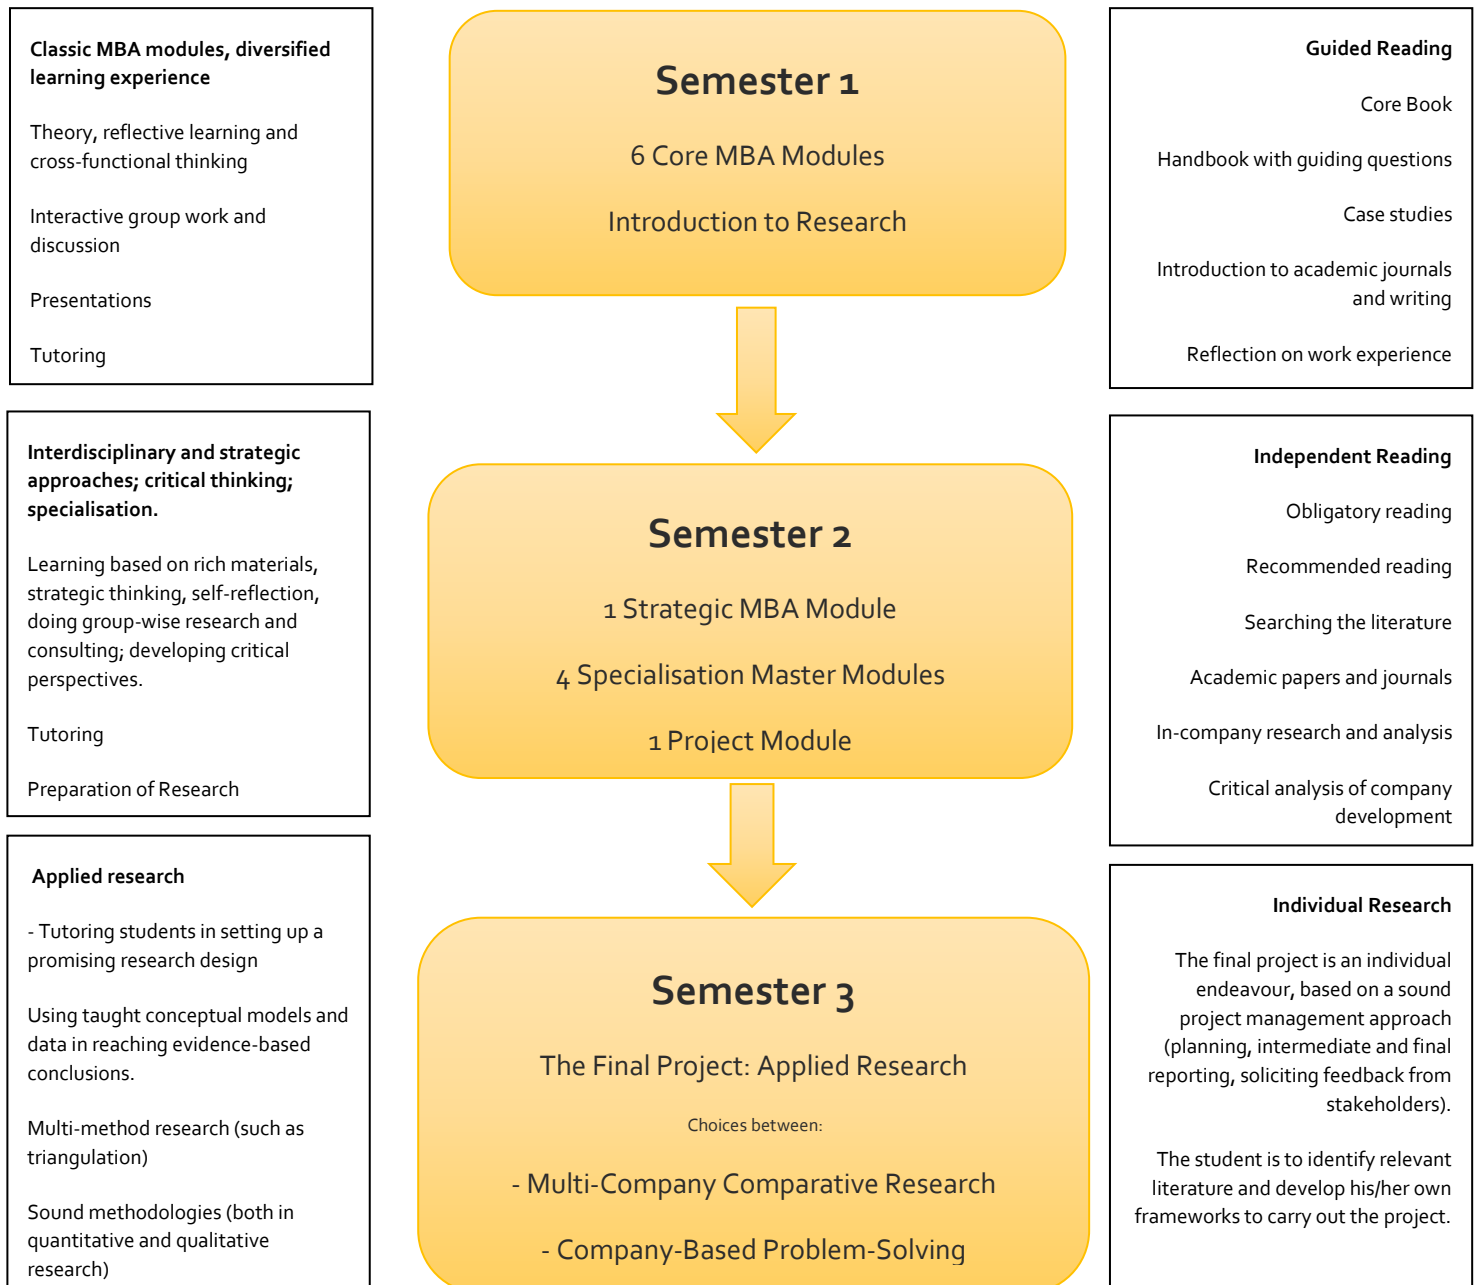 Classic MBA modules, diversified
learning experience
Theory, reflective learning and
cross-functional thinking
Interactive group work and
discussion
Presentations
Tutoring
Semester 1
6 Core MBA Modules
Introduction to Research
Guided Reading
Core Book
Handbook with guiding questions
Case studies
Introduction to academic journals
and writing
Reflection on work experience
Interdisciplinary and strategic
approaches; critical thinking;
specialisation.
Learning based on rich materials,
strategic thinking, self-reflection,
doing group-wise research and
consulting; developing critical
perspectives.
Tutoring
Preparation of Research
Semester 2
1 Strategic MBA Module
4 Specialisation Master Modules
1 Project Module
Independent Reading
Obligatory reading
Recommended reading
Searching the literature
Academic papers and journals
In-company research and analysis
Critical analysis of company
development
Applied research
- Tutoring students in setting up a
promising research design
Using taught conceptual models and
data in reaching evidence-based
conclusions.
Multi-method research (such as
triangulation)
Sound methodologies (both in
quantitative and qualitative
research)
Semester 3
The Final Project: Applied Research
Choices between:
- Multi-Company Comparative Research
- Company-Based Problem-Solving
Individual Research
The final project is an individual
endeavour, based on a sound
project management approach
(planning, intermediate and final
reporting, soliciting feedback from
stakeholders).
The student is to identify relevant
literature and develop his/her own
frameworks to carry out the project.